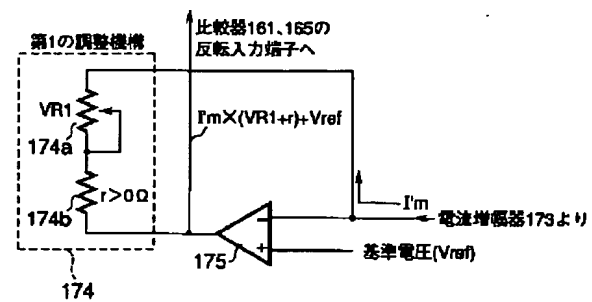 比較器161、165の
反転入力端子へ
第1の調整機構
VR1
174a
I'm×(VR1+r)+Vref
r>0Ω
174b
I'm
電流増幅器173より
−
+
175
基準電圧(Vref)
174